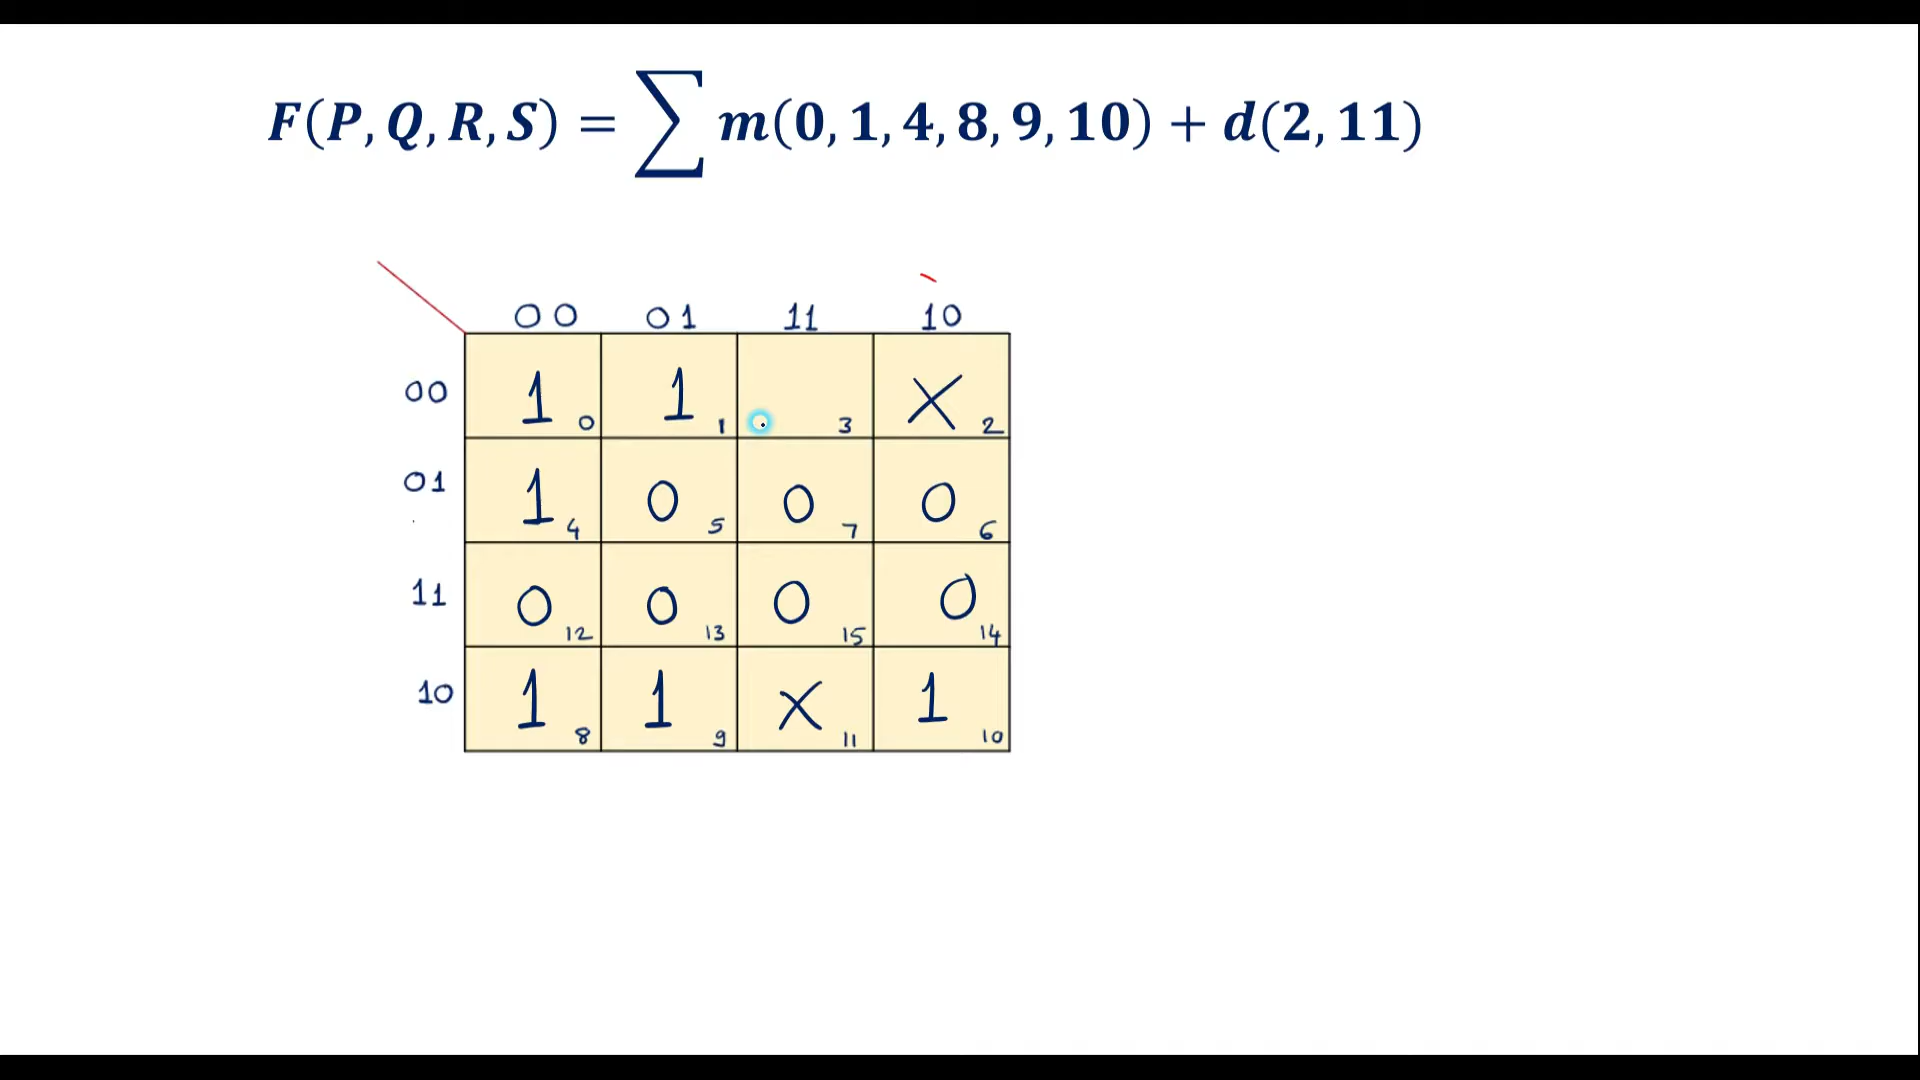 F(P, Q, R, S) = ∑ m(0, 1, 4, 8, 9, 10) + d(2, 11)
00 01 11 10
00 1 0 1 1 3 X 2
01 1 4 0 5 0 7 0 6
11 0 12 0 13 0 15 0 14
10 1 8 1 9 X 11 1 10